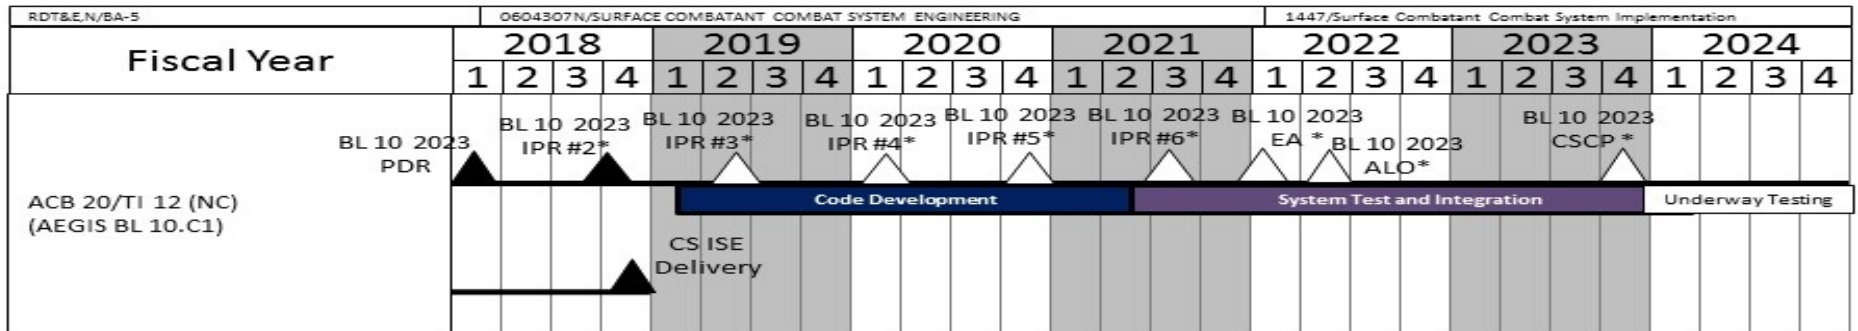 RDT&E,N/BA-5 0604307N/SURFACE COMBATANT COMBAT SYSTEM ENGINEERING 1447/Surface Combatant Combat System Implementation
Fiscal Year 2018 2019 2020 2021 2022 2023 2024
1 2 3 4 1 2 3 4 1 2 3 4 1 2 3 4 1 2 3 4 1 2 3 4 1 2 3 4
BL 10 2023
PDR
BL 10 2023
IPR #2*
BL 10 2023
IPR #3*
BL 10 2023
IPR #4*
BL 10 2023
IPR #5*
BL 10 2023
IPR #6*
BL 10 2023
EA *
BL 10 2023
ALO*
BL 10 2023
CSCP *
ACB 20/TI 12 (NC)
(AEGIS BL 10.C1)
Code Development
System Test and Integration
Underway Testing
CS ISE
Delivery